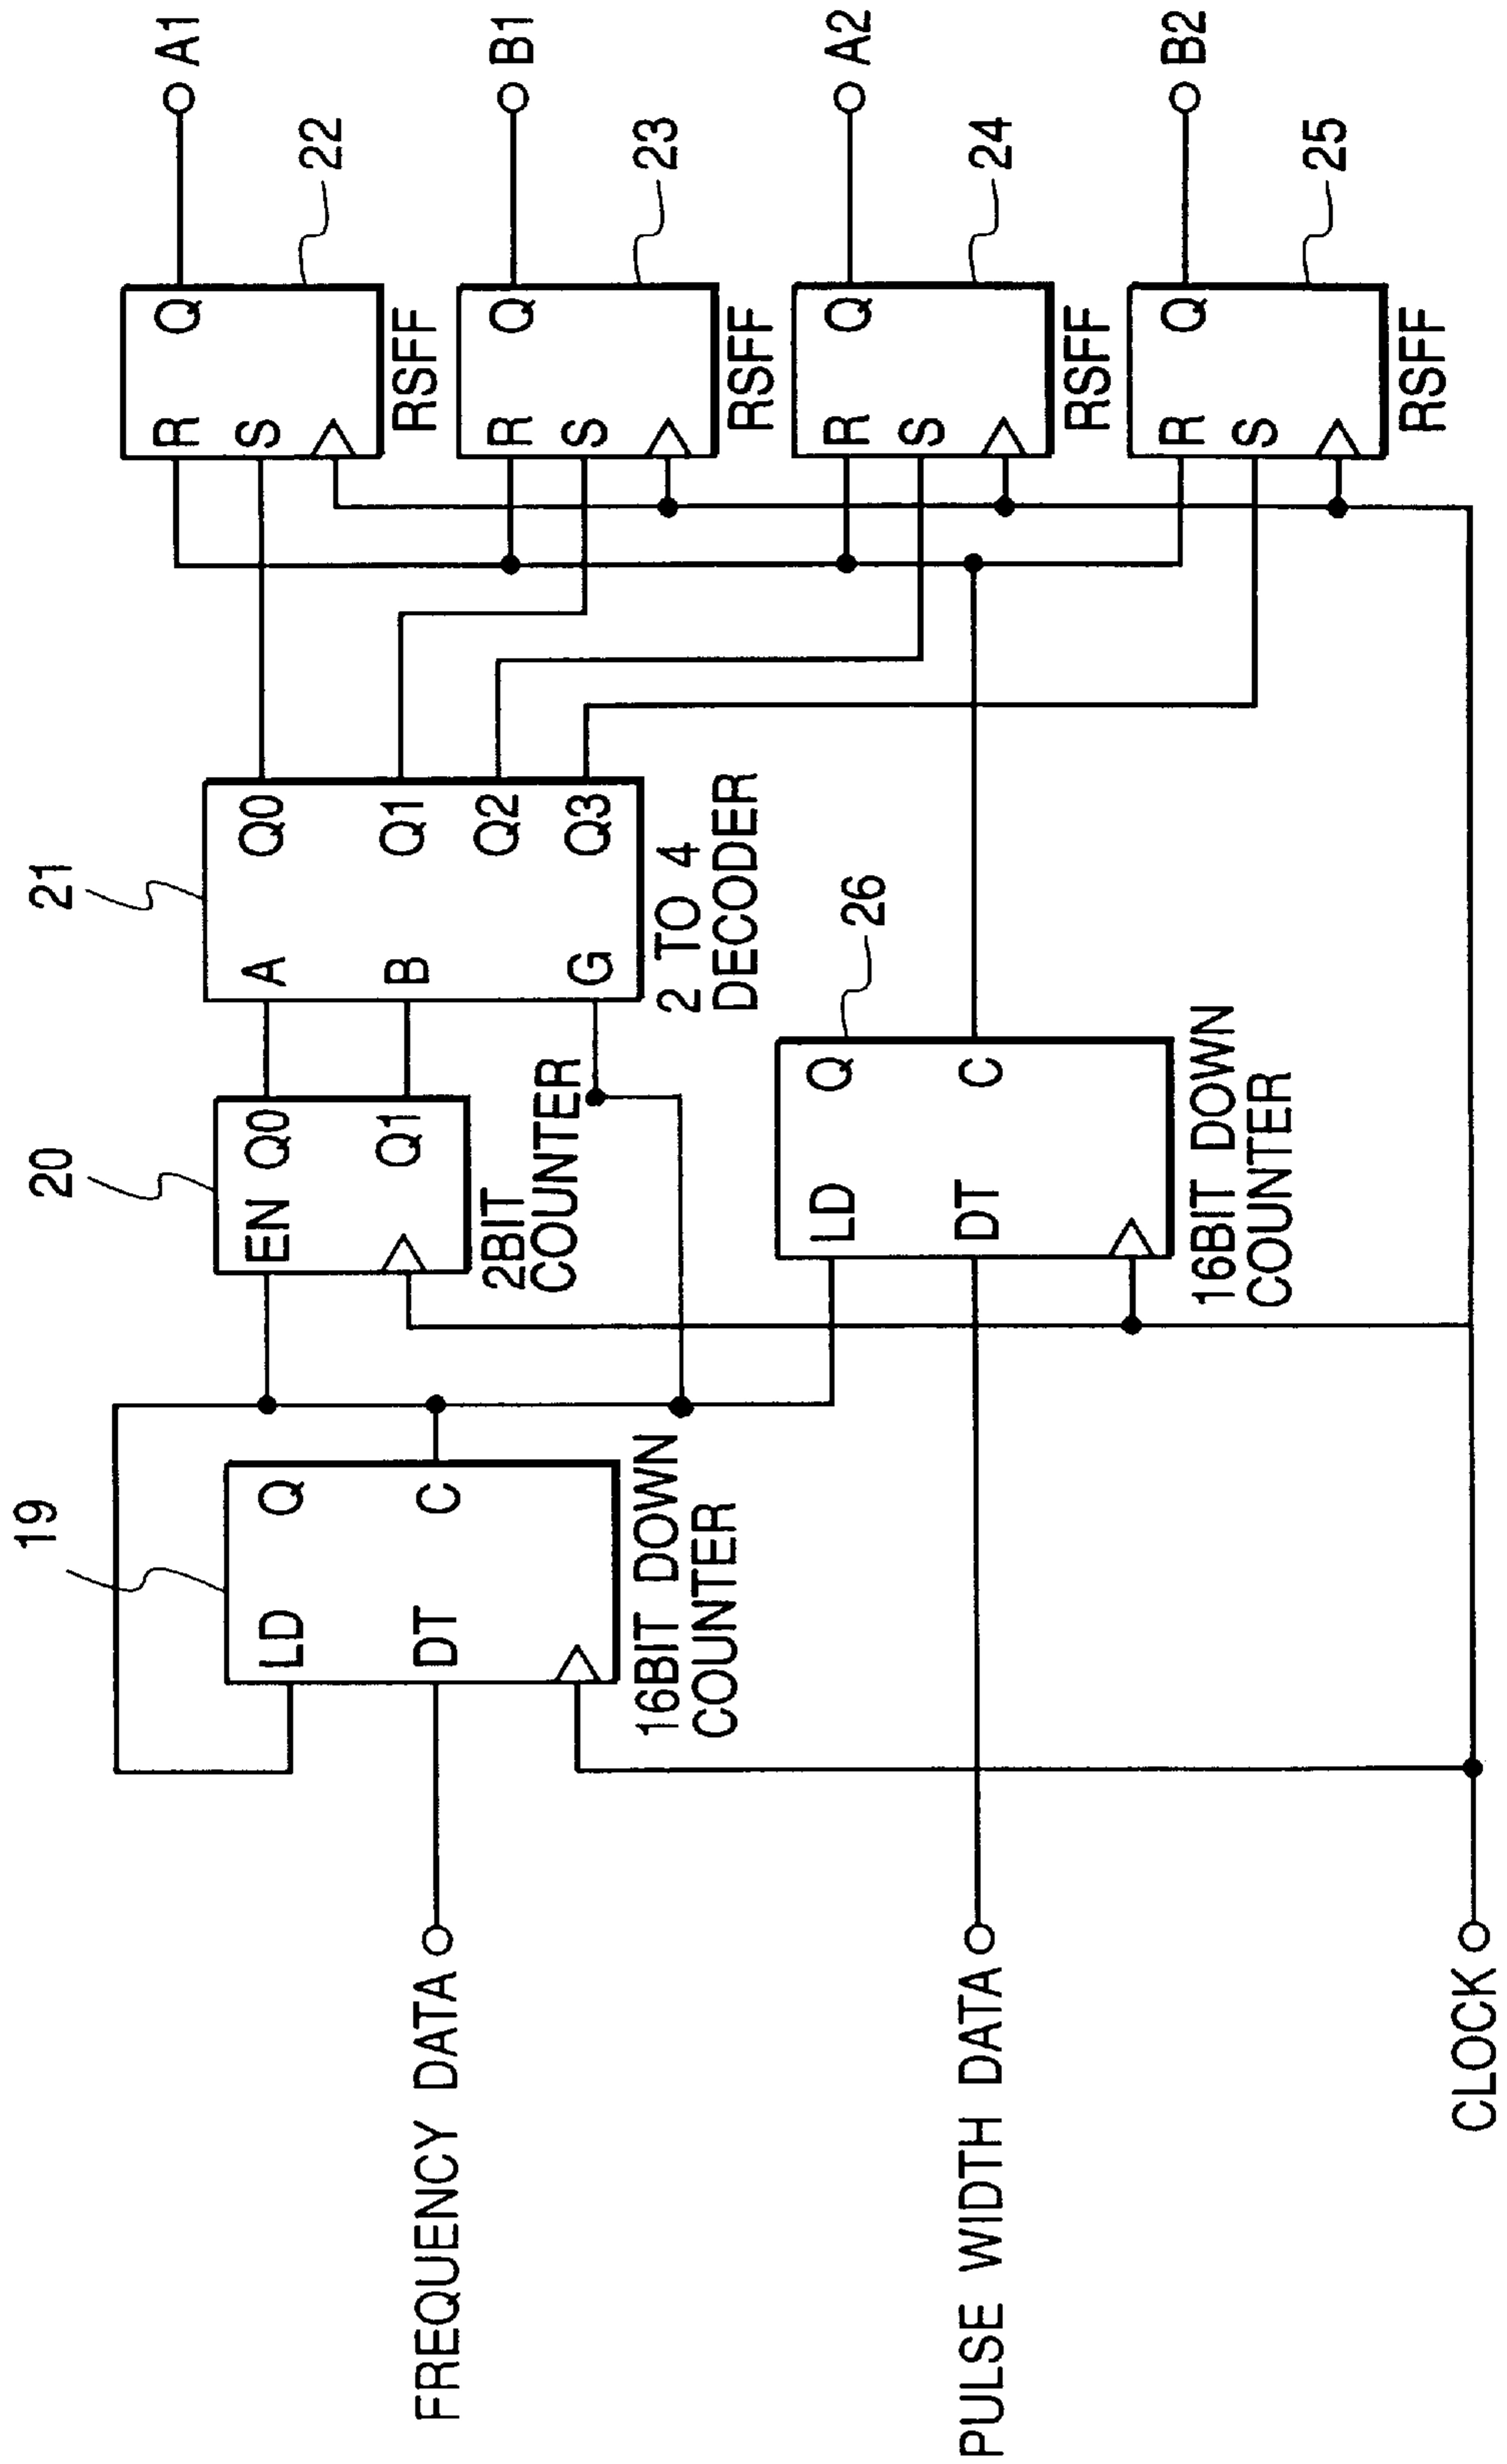 FREQUENCY DATA
PULSE WIDTH DATA
CLOCK
19
LD
Q
DT
C
16BIT DOWN
COUNTER
20
EN
Q0
Q1
2BIT
COUNTER
21
A
Q0
B
Q1
Q2
G
Q3
2 TO 4
DECODER
26
LD
Q
DT
C
16BIT DOWN
COUNTER
R
Q
S
RSFF
22
A1
R
Q
S
RSFF
23
B1
R
Q
S
RSFF
24
A2
R
Q
S
RSFF
25
B2